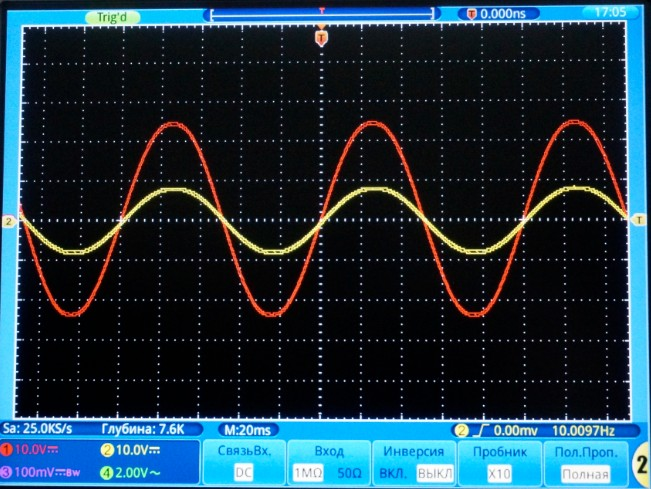 Trig'd T T 0.000ns 17:05
T
2 T
Sa: 25.0KS/s Глубина: 7.6K M:20ms 2 0.00mv 10.0097Hz
1 10.0V 2 10.0V СвязьВх. Вход Инверсия Пробник Пол.Проп. 2
3 100mV BW 4 2.00V~ DC 1MΩ 50Ω ВКЛ. ВЫКЛ X10 Полная